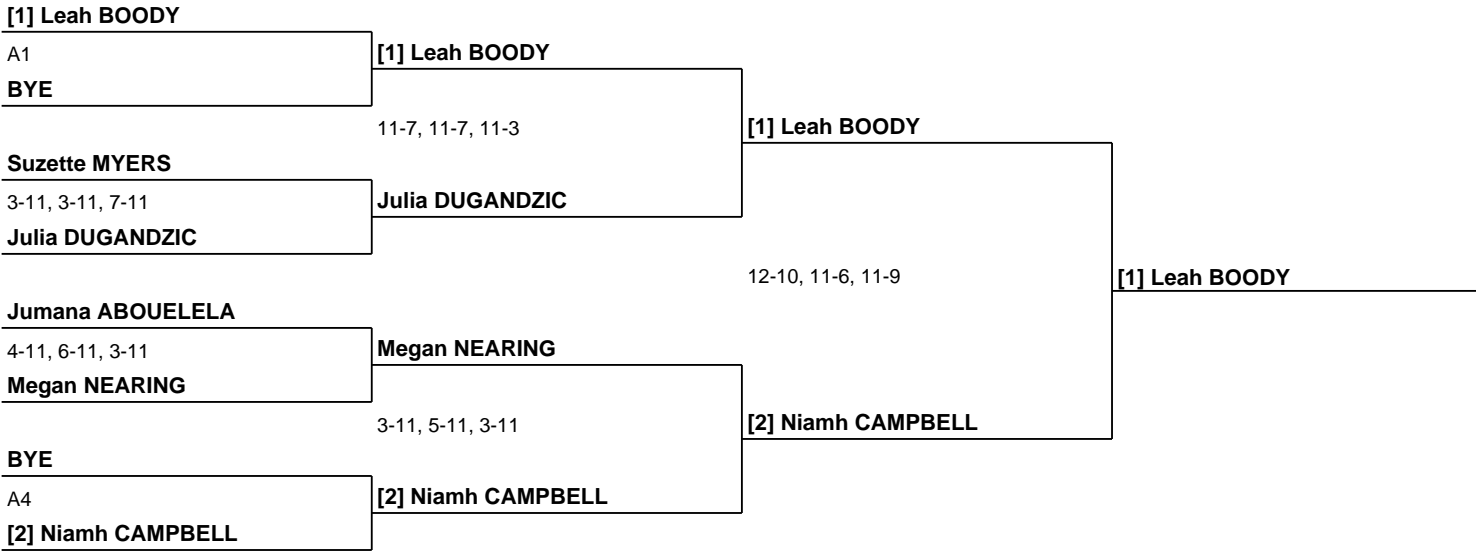 [1] Leah BOODY
A1
[1] Leah BOODY
BYE
11-7, 11-7, 11-3
[1] Leah BOODY
Suzette MYERS
3-11, 3-11, 7-11
Julia DUGANDZIC
Julia DUGANDZIC
12-10, 11-6, 11-9
[1] Leah BOODY
Jumana ABOUELELA
4-11, 6-11, 3-11
Megan NEARING
Megan NEARING
3-11, 5-11, 3-11
[2] Niamh CAMPBELL
BYE
A4
[2] Niamh CAMPBELL
[2] Niamh CAMPBELL